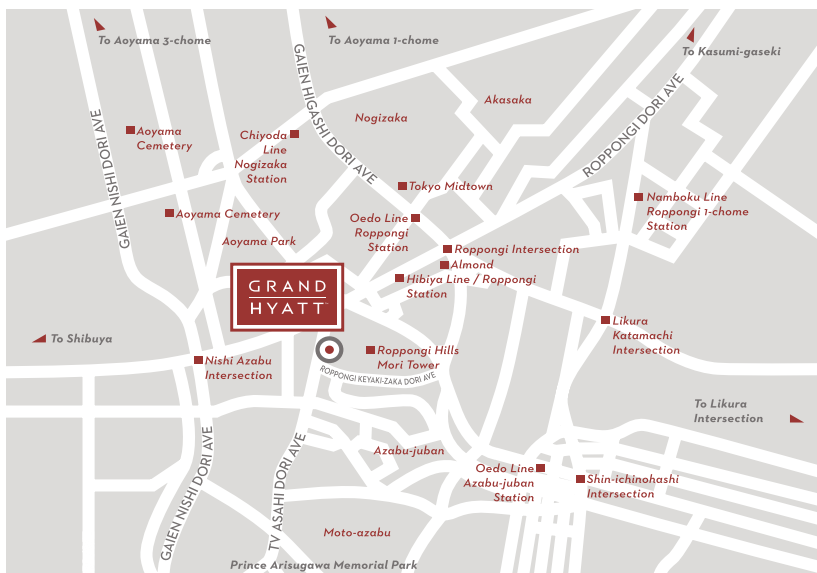 To Aoyama 3-chome
To Aoyama 1-chome
To Kasumi-gaseki
GAIEN NISHI DORI AVE
GAIEN HIGASHI DORI AVE
ROPPONGI DORI AVE
Akasaka
Nogizaka
Aoyama
Cemetery
Chiyoda
Line
Nogizaka
Station
Tokyo Midtown
Namboku Line
Roppongi 1-chome
Station
Aoyama Cemetery
Oedo Line
Roppongi
Station
Aoyama Park
Roppongi Intersection
Almond
Hibiya Line / Roppongi
Station
GRAND
HYATT™
To Shibuya
Likura
Katamachi
Intersection
Nishi Azabu
Intersection
Roppongi Hills
Mori Tower
ROPPONGI KEYAKI-ZAKA DORI AVE
To Likura
Intersection
GAIEN NISHI DORI AVE
TV ASAHI DORI AVE
Azabu-juban
Oedo Line
Azabu-juban
Station
Shin-ichinohashi
Intersection
Moto-azabu
Prince Arisugawa Memorial Park